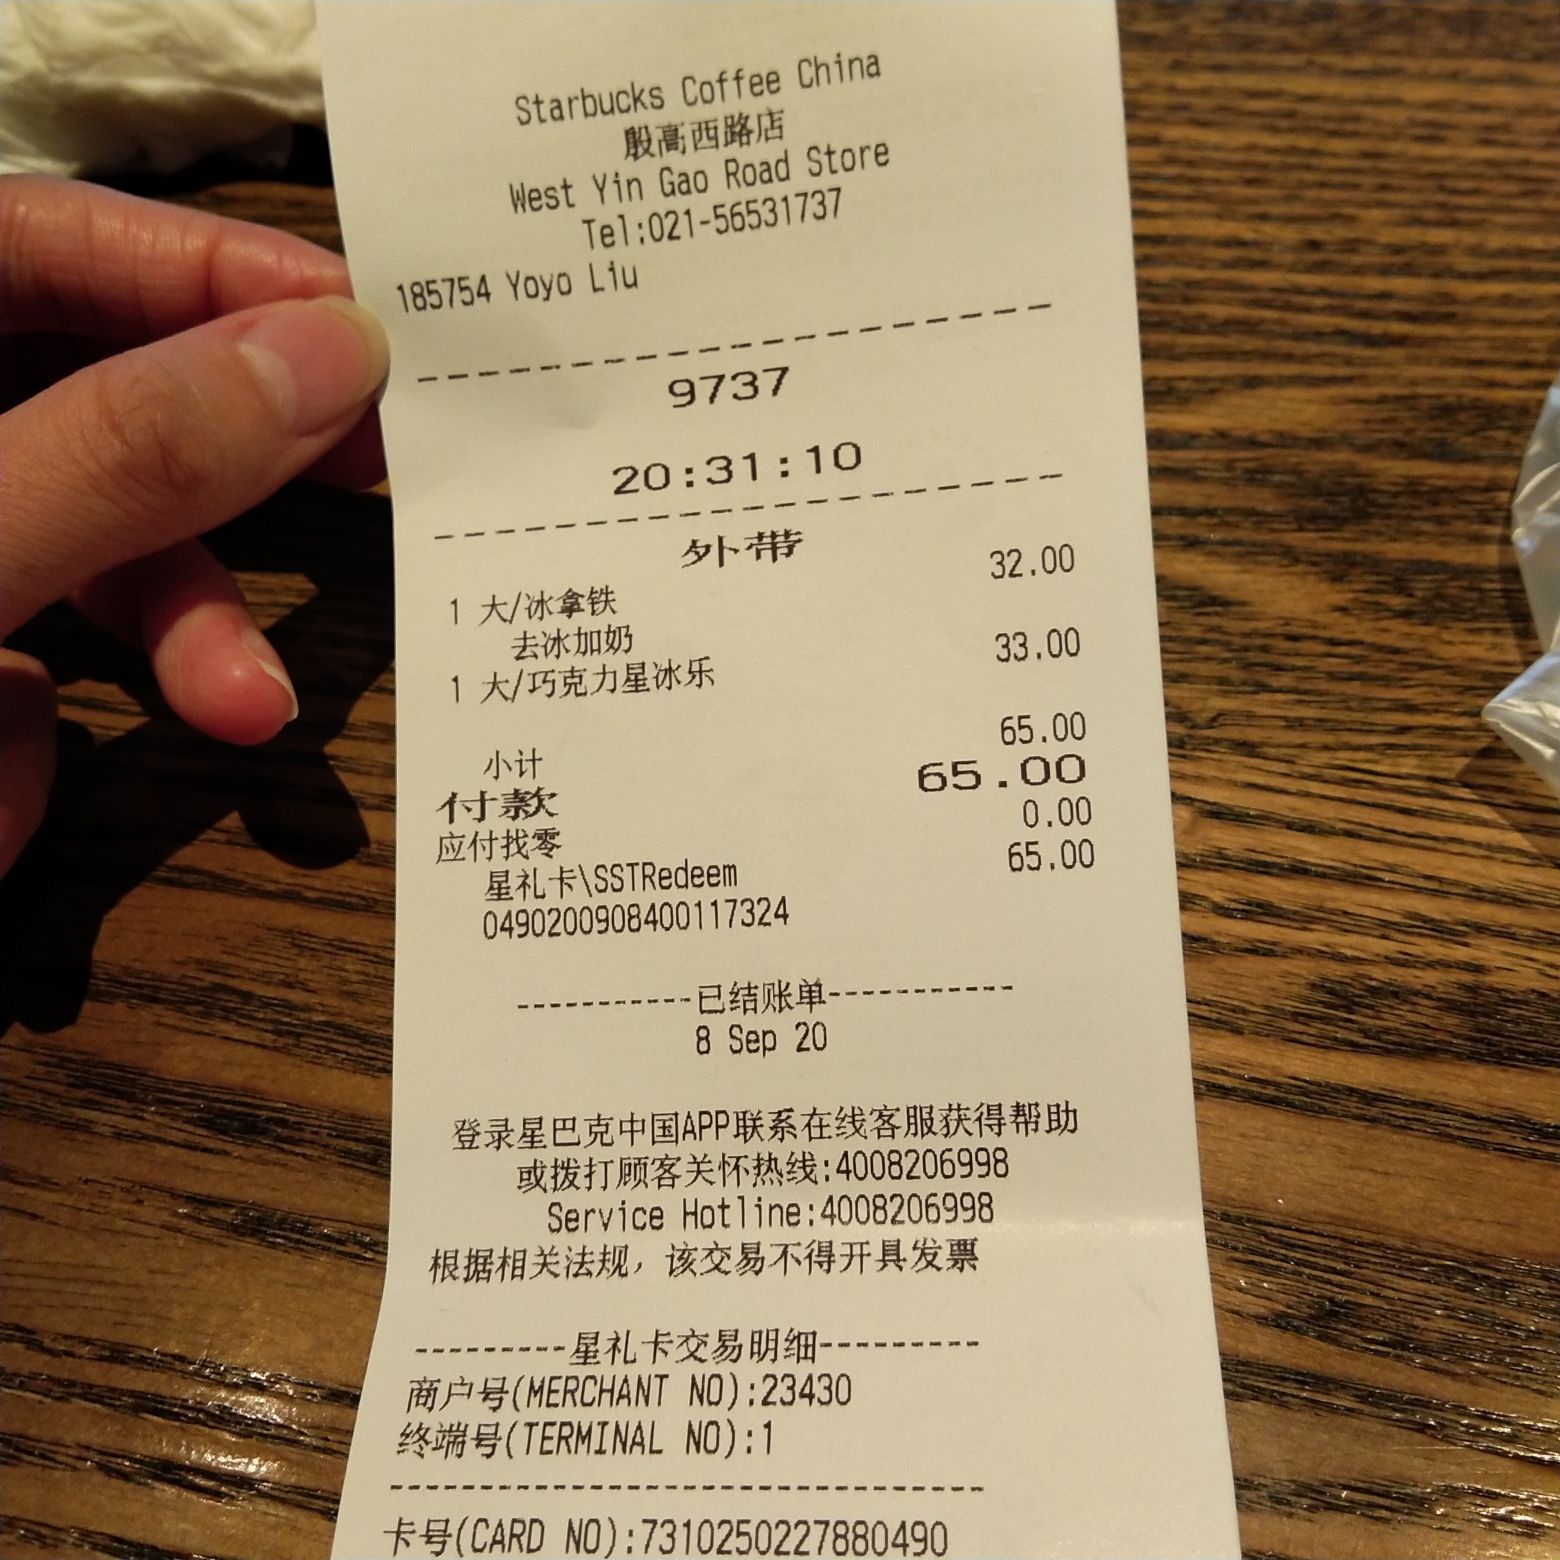 Starbucks Coffee China
殷高西路店
West Yin Gao Road Store
Tel:021-56531737
185754 Yoyo Liu
9737
20:31:10
外带
1 大/冰拿铁 32.00
去冰加奶
1 大/巧克力星冰乐 33.00
小计 65.00
付款 65.00
应付找零 0.00
星礼卡\SSTRedeem 65.00
0490200908400117324
-----------已结账单-----------
8 Sep 20
登录星巴克中国APP联系在线客服获得帮助
或拨打顾客关怀热线:4008206998
Service Hotline:4008206998
根据相关法规，该交易不得开具发票
---------星礼卡交易明细---------
商户号(MERCHANT NO):23430
终端号(TERMINAL NO):1
卡号(CARD NO):7310250227880490